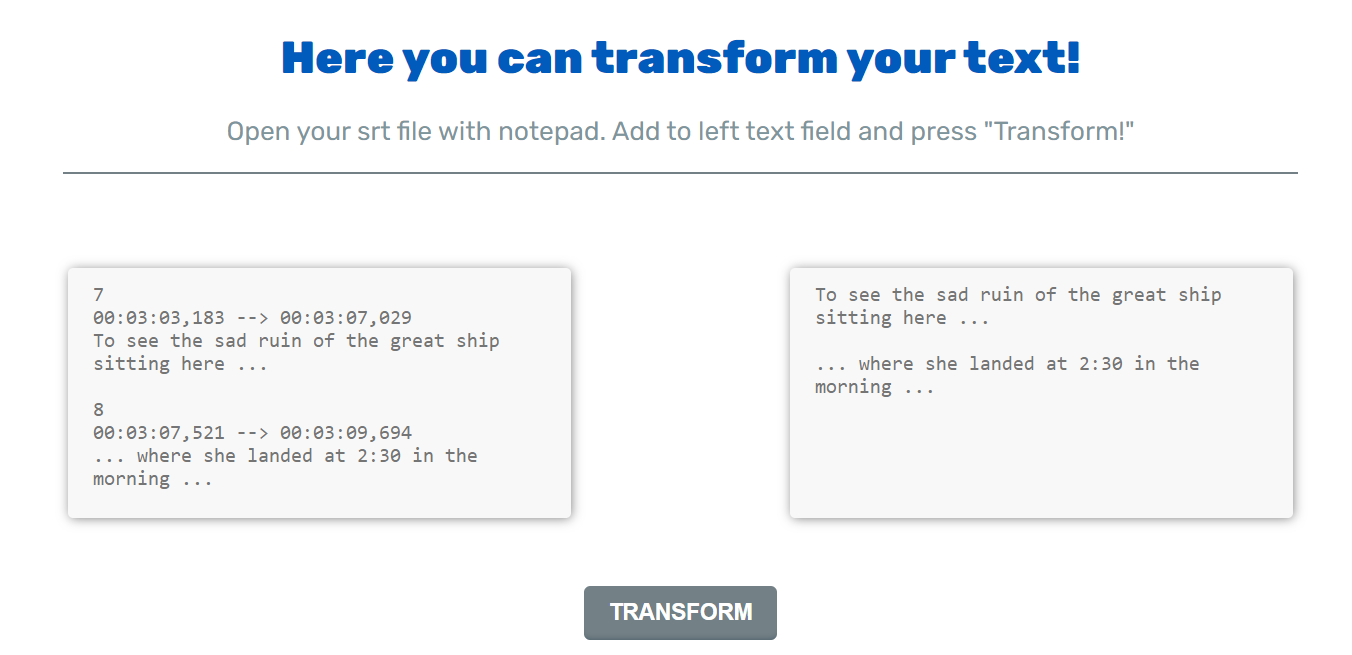 Here you can transform your text!
Open your srt file with notepad. Add to left text field and press "Transform!"
7
00:03:03,183 --> 00:03:07,029
To see the sad ruin of the great ship
sitting here ...
8
00:03:07,521 --> 00:03:09,694
... where she landed at 2:30 in the
morning ...
To see the sad ruin of the great ship
sitting here ...
... where she landed at 2:30 in the
morning ...
TRANSFORM